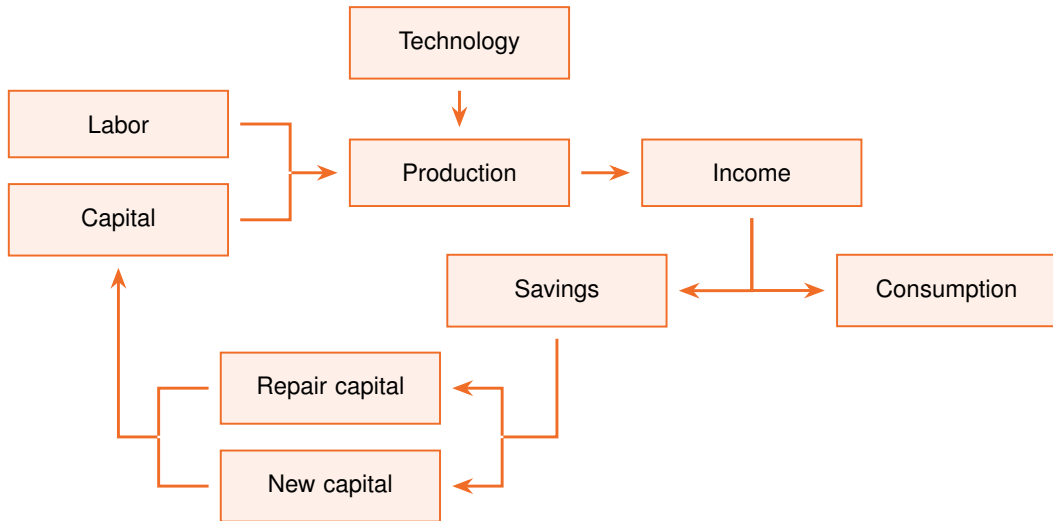 Technology
Labor
Production
Income
Capital
Savings
Consumption
Repair capital
New capital